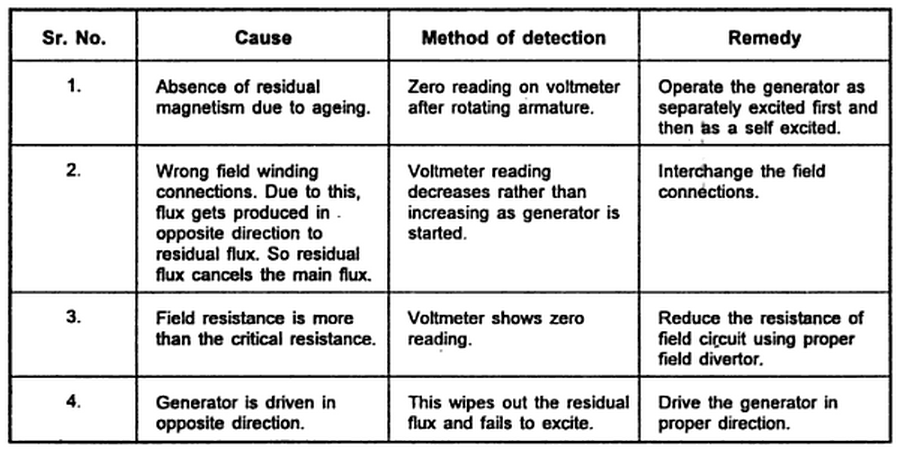 Sr. No. Cause Method of detection Remedy
1. Absence of residual Zero reading on voltmeter Operate the generator as
magnetism due to ageing. after rotating armature. separately excited first and
then as a self excited.
2. Wrong field winding Voltmeter reading Interchange the field
connections. Due to this, decreases rather than connections.
flux gets produced in increasing as generator is
opposite direction to started.
residual flux. So residual
flux cancels the main flux.
3. Field resistance is more Voltmeter shows zero Reduce the resistance of
than the critical resistance. reading. field circuit using proper
field divertor.
4. Generator is driven in This wipes out the residual Drive the generator in
opposite direction. flux and fails to excite. proper direction.